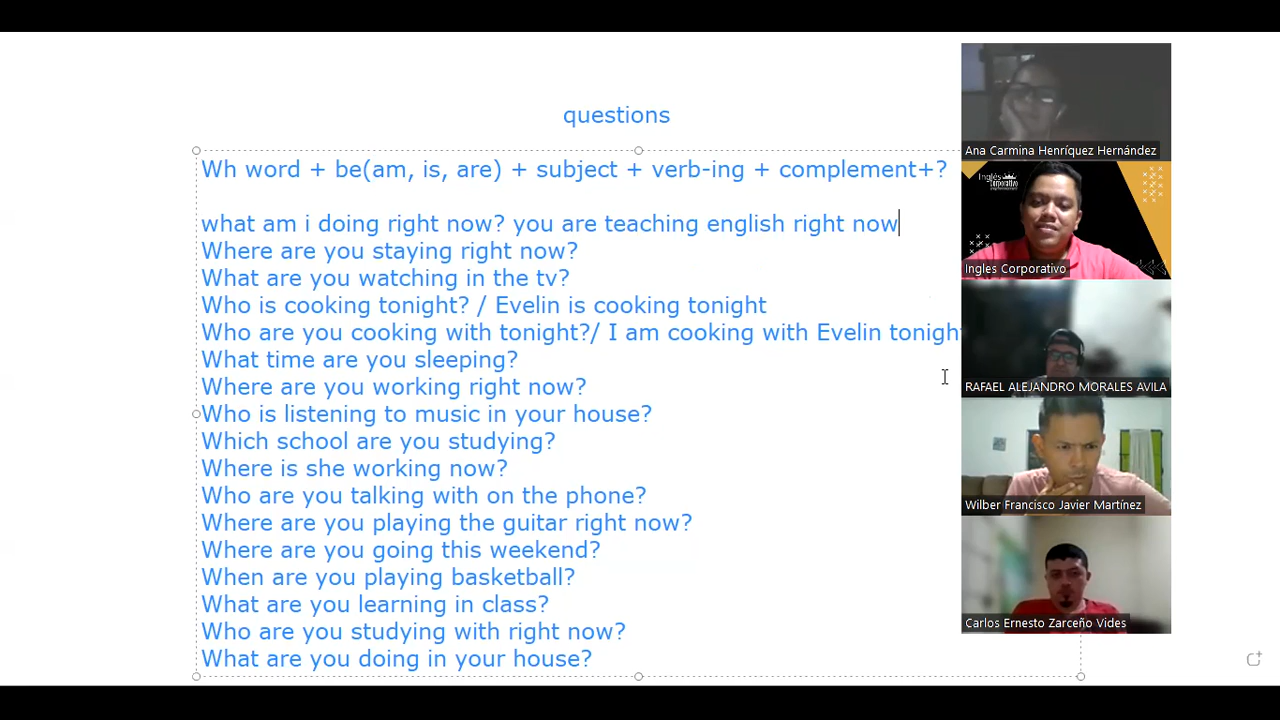 questions
Wh word + be(am, is, are) + subject + verb-ing + complement+?
what am i doing right now? you are teaching english right now
Where are you staying right now?
What are you watching in the tv?
Who is cooking tonight? / Evelin is cooking tonight
Who are you cooking with tonight?/ I am cooking with Evelin tonight
What time are you sleeping?
Where are you working right now?
Who is listening to music in your house?
Which school are you studying?
Where is she working now?
Who are you talking with on the phone?
Where are you playing the guitar right now?
Where are you going this weekend?
When are you playing basketball?
What are you learning in class?
Who are you studying with right now?
What are you doing in your house?
Ana Carmina Henríquez Hernández
Inglés
Corporativo
Ingles Corporativo
RAFAEL ALEJANDRO MORALES AVILA
Wilber Francisco Javier Martínez
Carlos Ernesto Zarceño Vides